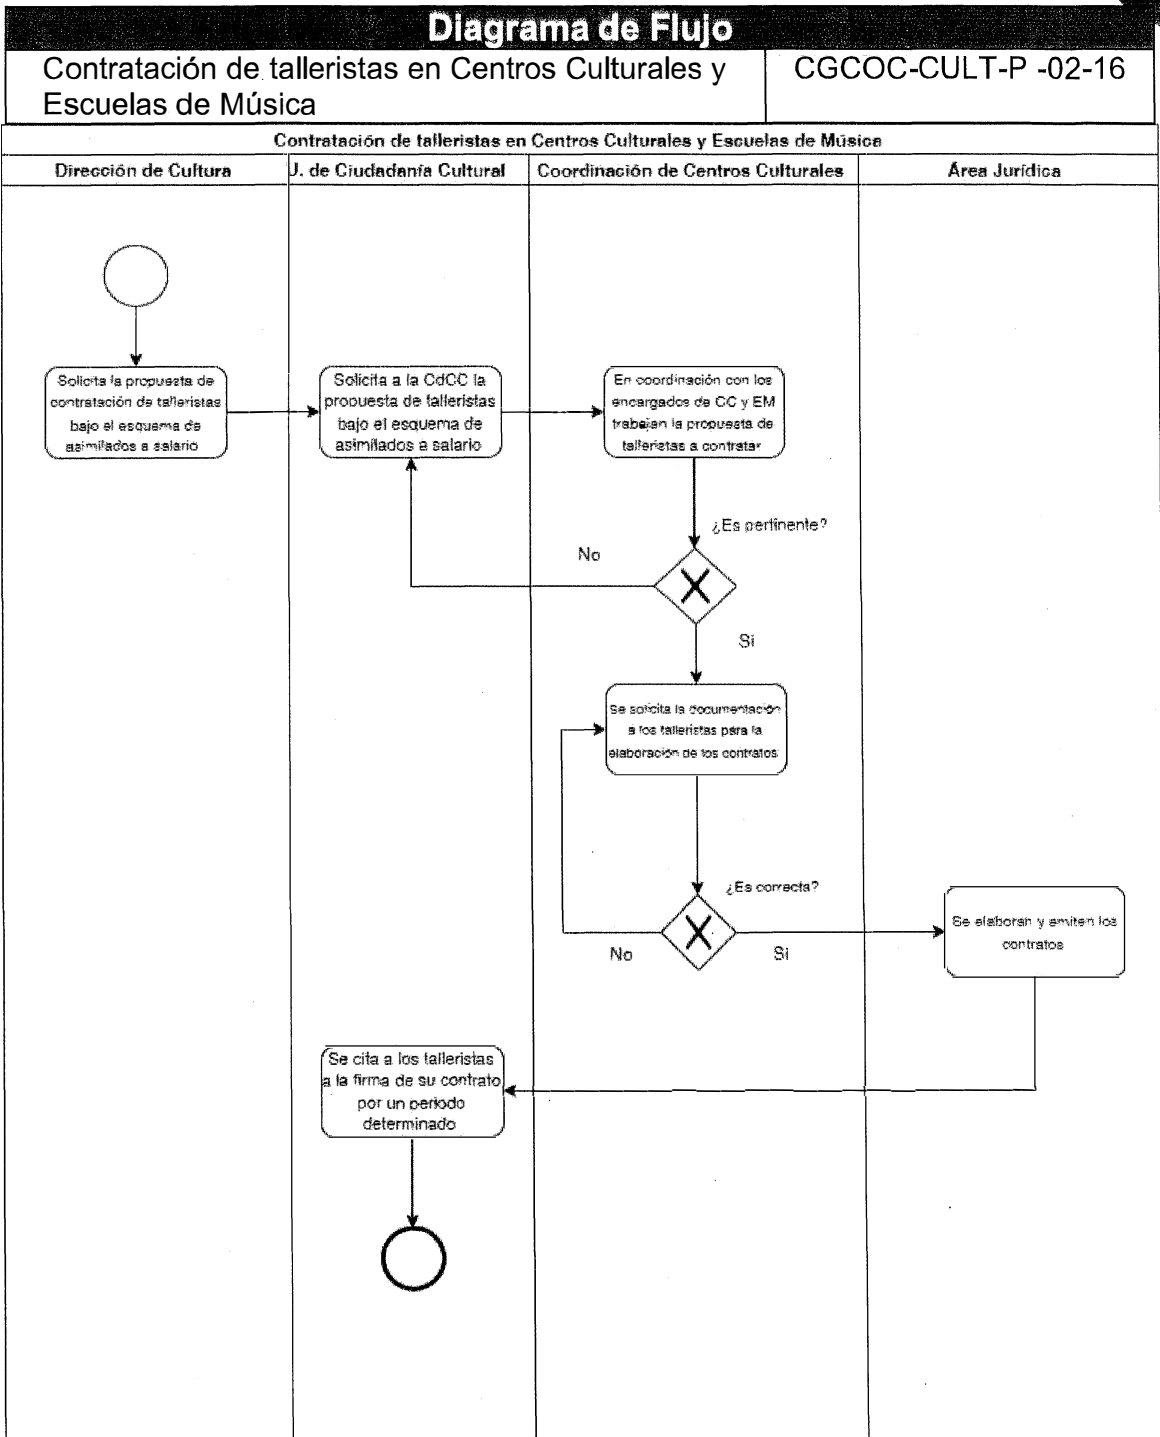 Diagrama de Flujo
Contratación de talleristas en Centros Culturales y
Escuelas de Música
CGCOC-CULT-P -02-16
Contratación de talleristas en Centros Culturales y Escuelas de Música
Dirección de Cultura
J. de Ciudadanía Cultural
Coordinación de Centros Culturales
Área Jurídica
Solicita la propuesta de
contratación de talleristas
bajo el esquema de
asimilados a salario
Solicita a la CdCC la
propuesta de talleristas
bajo el esquema de
asimilados a salario
En coordinación con los
encargados de CC y EM
trabajan la propuesta de
talleristas a contratar
¿Es pertinente?
No
Si
Se solicita la documentación
a los talleristas para la
elaboración de los contratos
¿Es correcta?
No
Si
Se elaboran y emiten los
contratos
Se cita a los talleristas
a la firma de su contrato
por un periodo
determinado